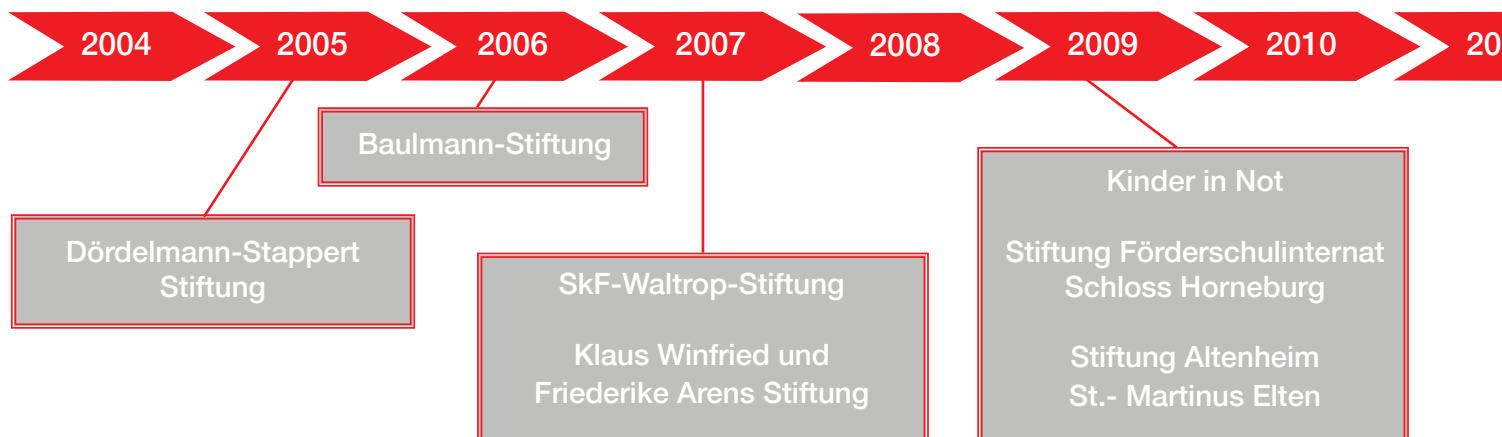 2004
2005
2006
2007
2008
2009
2010
20
Baulmann-Stiftung
Dördelmann-Stappert
Stiftung
SkF-Waltrop-Stiftung
Klaus Winfried und
Friederike Arens Stiftung
Kinder in Not
Stiftung Förderschulinternat
Schloss Horneburg
Stiftung Altenheim
St.- Martinus Elten